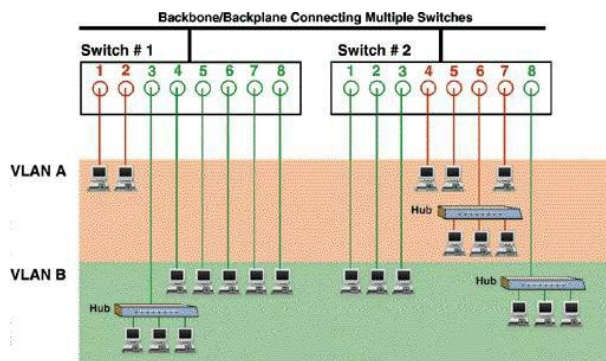 Backbone/Backplane Connecting Multiple Switches
Switch # 1
1 2 3 4 5 6 7 8
Switch # 2
1 2 3 4 5 6 7 8
VLAN A
Hub
VLAN B
Hub
Hub